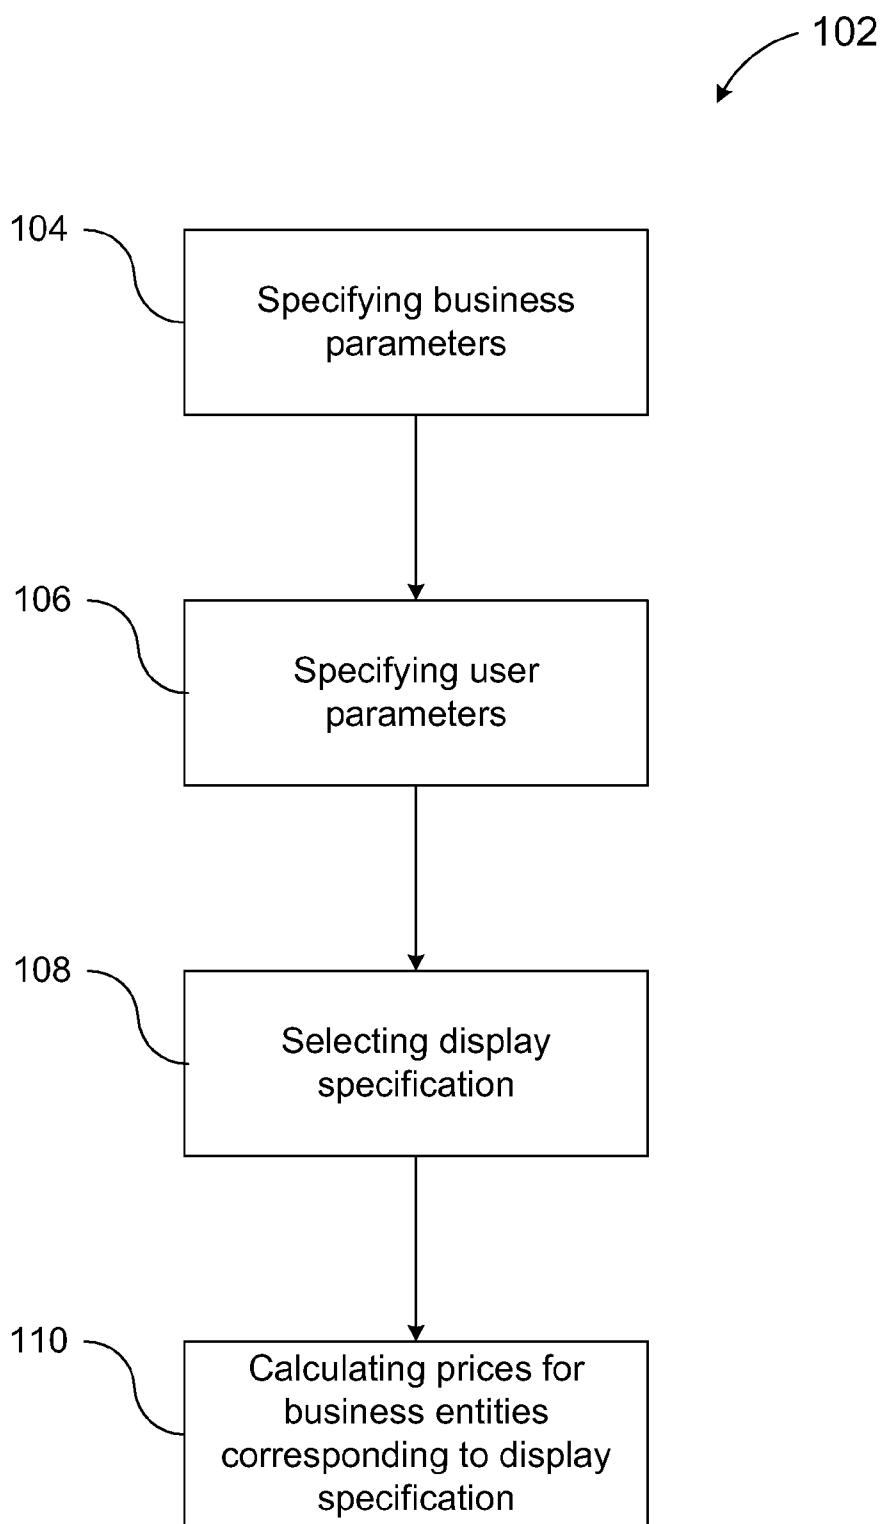 102
104
Specifying business
parameters
106
Specifying user
parameters
108
Selecting display
specification
110
Calculating prices for
business entities
corresponding to display
specification